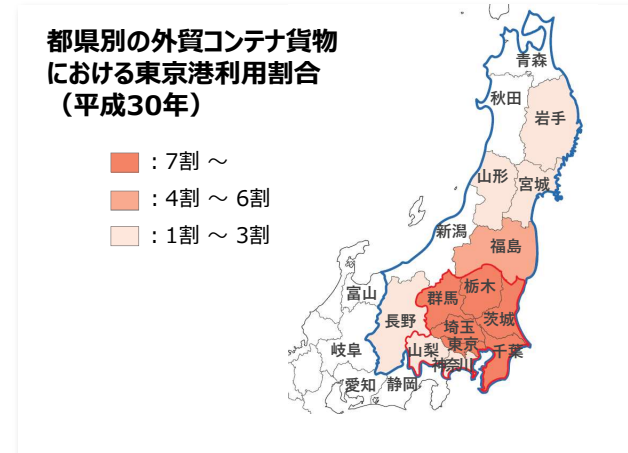 都県別の外貿コンテナ貨物
における東京港利用割合
（平成30年）
：7割 ～
：4割 ～ 6割
：1割 ～ 3割
青森
秋田
岩手
山形
宮城
新潟
福島
富山
群馬
栃木
長野
茨城
埼玉
岐阜
山梨
東京
千葉
神奈川
愛知
静岡